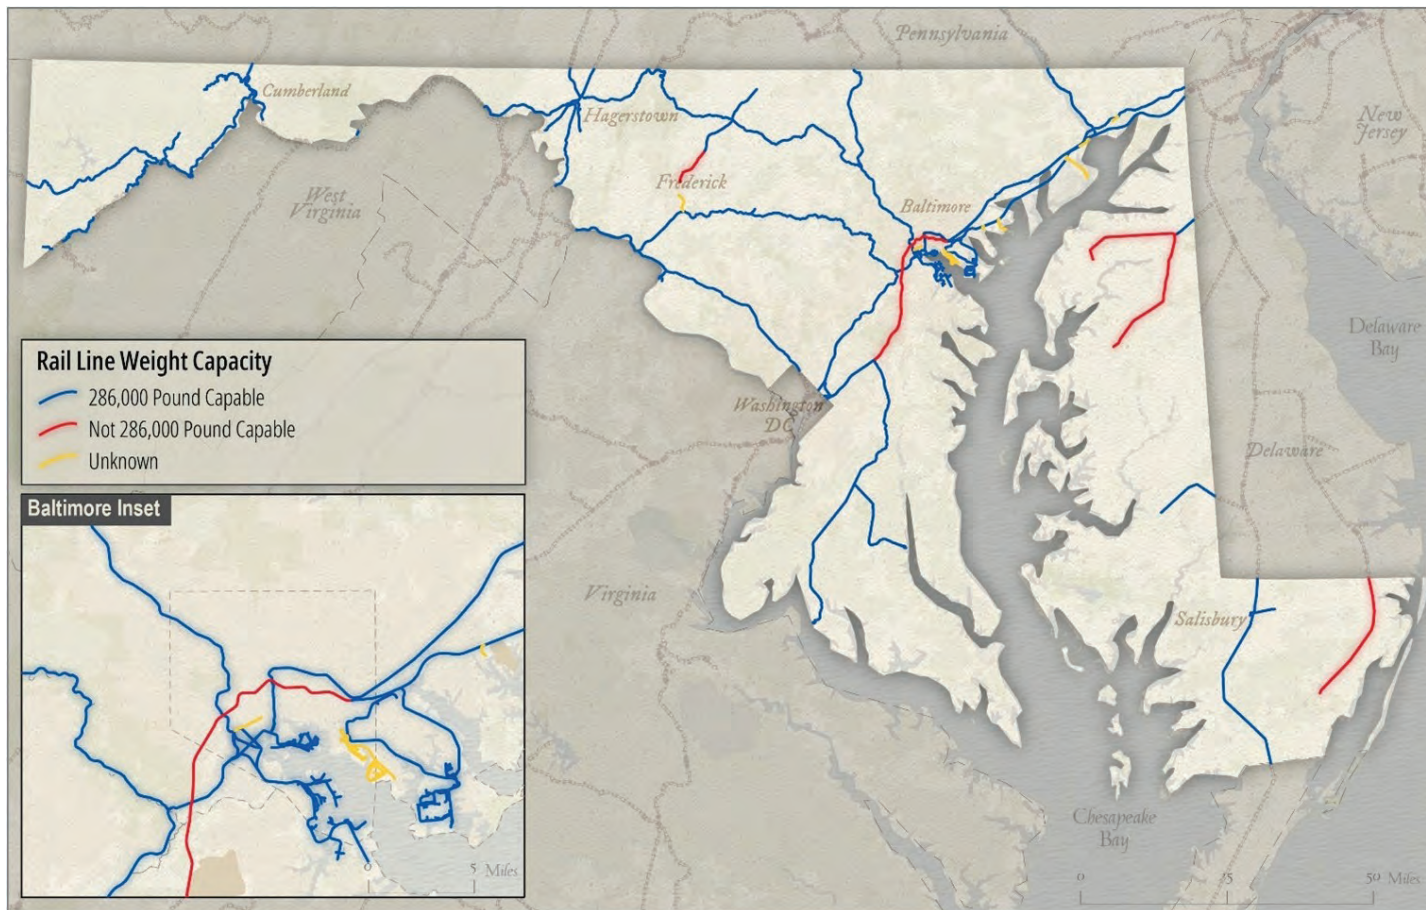 Pennsylvania
Cumberland
Hagerstown
New
Jersey
West
Virginia
Frederick
Baltimore
Delaware
Bay
Rail Line Weight Capacity
286,000 Pound Capable
Not 286,000 Pound Capable
Unknown
Washington
DC
Delaware
Baltimore Inset
Virginia
Salisbury
Chesapeake
Bay
0 5 Miles
0 50 Miles